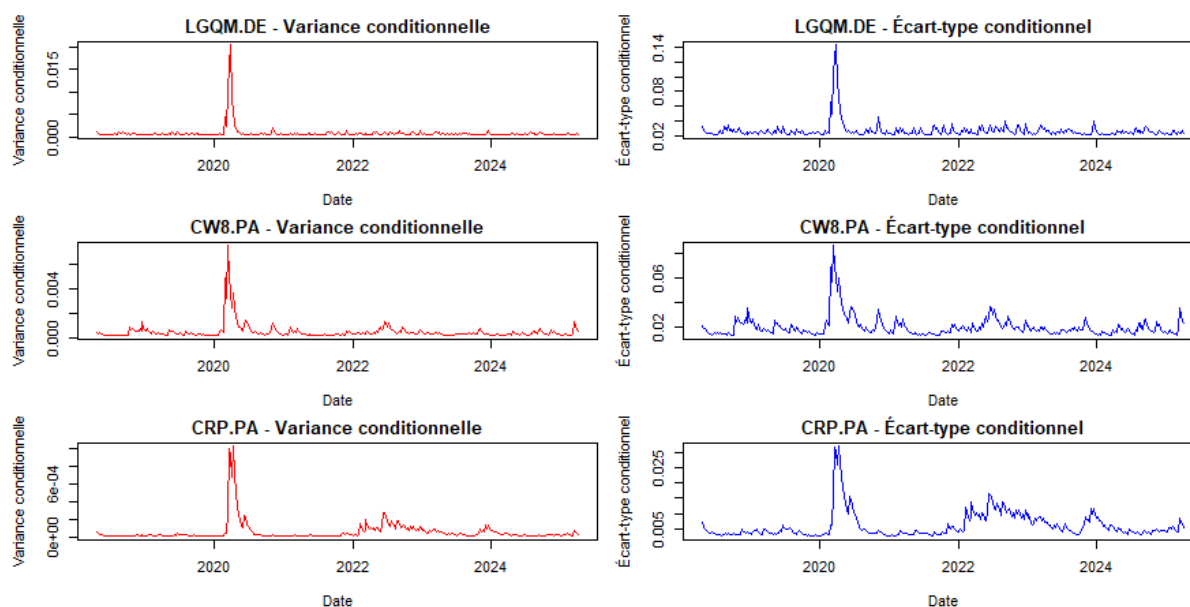 LGQM.DE - Variance conditionnelle
Variance conditionnelle
0.015
0.000
2020 2022 2024
Date
LGQM.DE - Écart-type conditionnel
Écart-type conditionnel
0.14
0.08
0.02
2020 2022 2024
Date
CW8.PA - Variance conditionnelle
Variance conditionnelle
0.004
0.000
2020 2022 2024
Date
CW8.PA - Écart-type conditionnel
Écart-type conditionnel
0.06
0.02
2020 2022 2024
Date
CRP.PA - Variance conditionnelle
Variance conditionnelle
6e-04
0e+00
2020 2022 2024
Date
CRP.PA - Écart-type conditionnel
Écart-type conditionnel
0.025
0.005
2020 2022 2024
Date